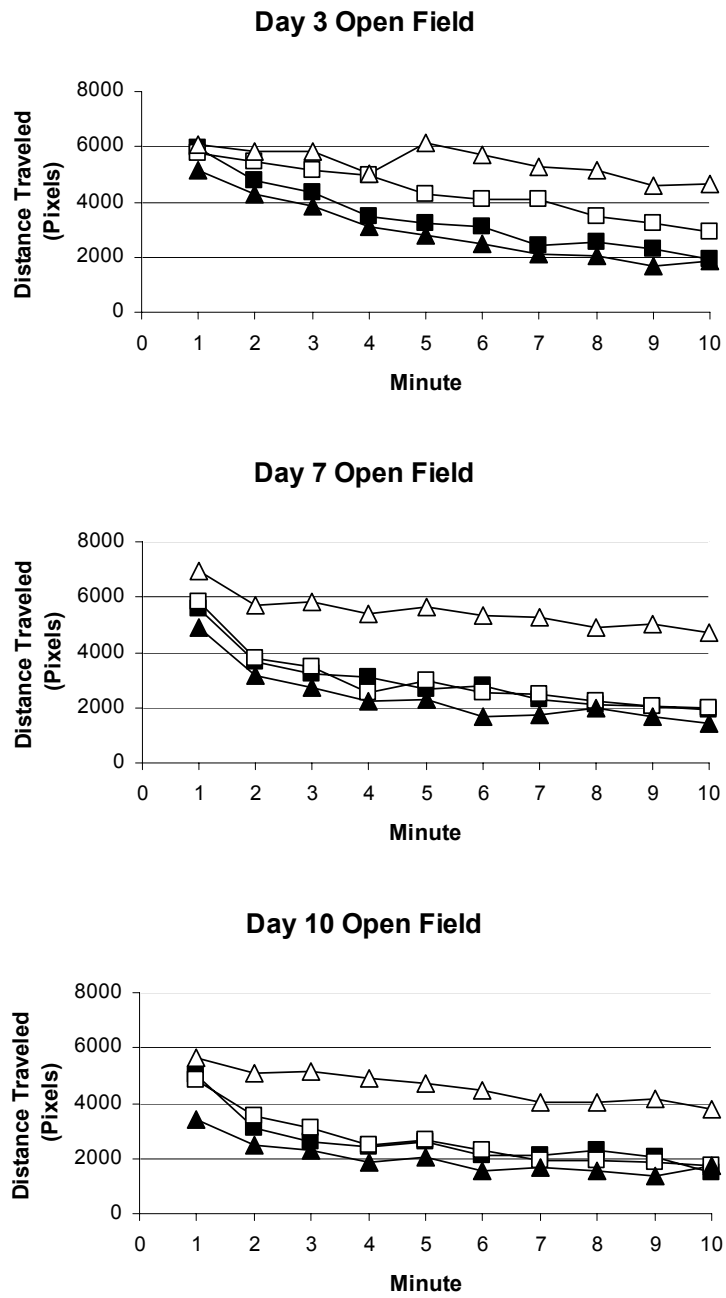 Day 3 Open Field
8000
6000
4000
2000
0
Distance Traveled
(Pixels)
0 1 2 3 4 5 6 7 8 9 10
Minute
Day 7 Open Field
8000
6000
4000
2000
0
Distance Traveled
(Pixels)
0 1 2 3 4 5 6 7 8 9 10
Minute
Day 10 Open Field
8000
6000
4000
2000
0
Distance Traveled
(Pixels)
0 1 2 3 4 5 6 7 8 9 10
Minute